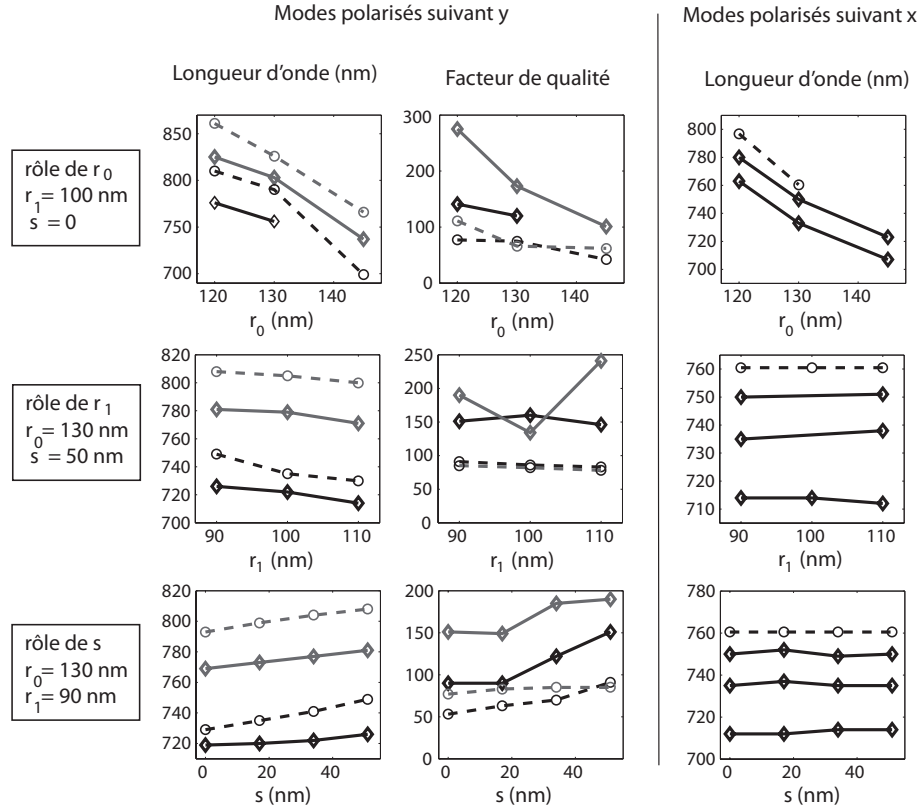 Modes polarisés suivant y
Modes polarisés suivant x
Longueur d'onde (nm)
Facteur de qualité
Longueur d'onde (nm)
rôle de r0
r1= 100 nm
s = 0
850
800
750
700
120 130 140
r0 (nm)
300
200
100
0
120 130 140
r0 (nm)
800
780
760
740
720
700
120 130 140
r0 (nm)
rôle de r1
r0= 130 nm
s = 50 nm
820
800
780
760
740
720
700
90 100 110
r1 (nm)
250
200
150
100
50
0
90 100 110
r1 (nm)
760
750
740
730
720
710
90 100 110
r1 (nm)
rôle de s
r0= 130 nm
r1= 90 nm
820
800
780
760
740
720
0 20 40
s (nm)
200
150
100
50
0
0 20 40
s (nm)
780
760
740
720
700
0 20 40
s (nm)